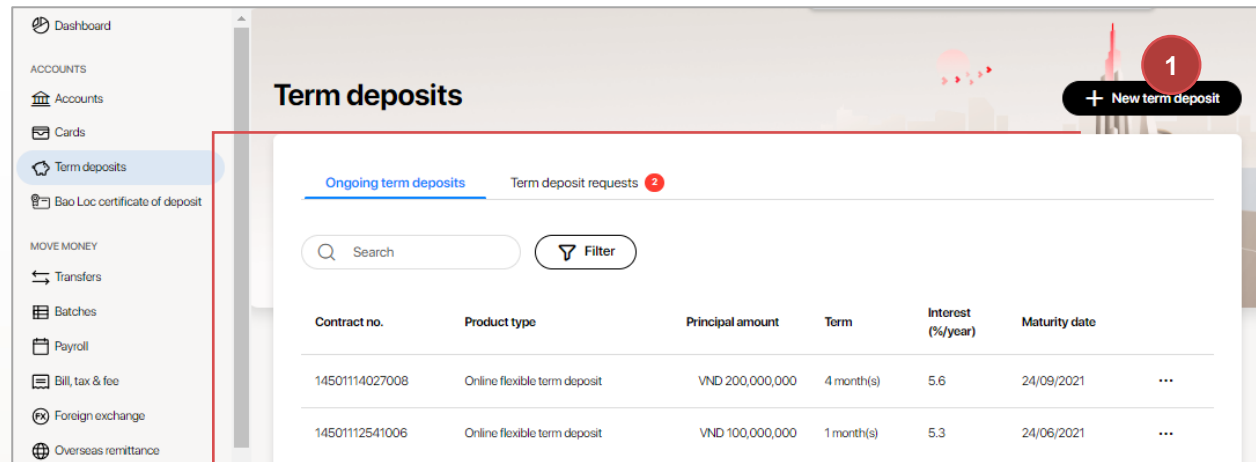 Dashboard
ACCOUNTS
Accounts
Cards
Term deposits
Bao Loc certificate of deposit
MOVE MONEY
Transfers
Batches
Payroll
Bill, tax & fee
FX Foreign exchange
Overseas remittance
Term deposits
1
New term deposit
Ongoing term deposits Term deposit requests 2
Search Filter
Contract no. Product type Principal amount Term Interest (%/year) Maturity date
14501114027008 Online flexible term deposit VND 200,000,000 4 month(s) 5.6 24/09/2021 ...
14501112541006 Online flexible term deposit VND 100,000,000 1 month(s) 5.3 24/06/2021 ...